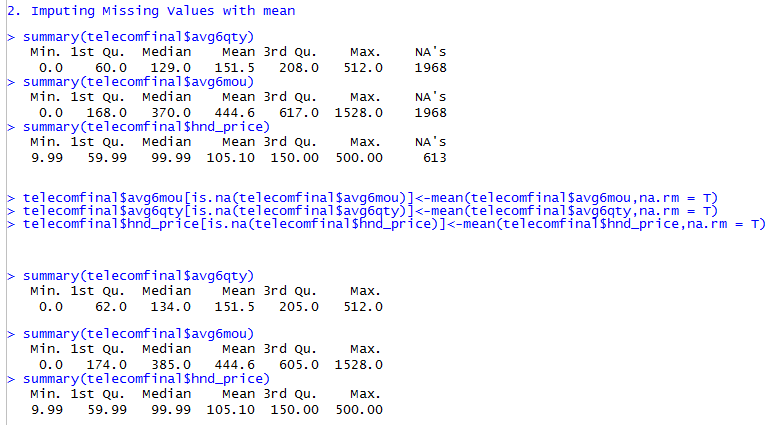 2. Imputing Missing Values with mean
> summary(telecomfinal$avg6qty)
Min. 1st Qu. Median Mean 3rd Qu. Max. NA's
0.0 60.0 129.0 151.5 208.0 512.0 1968
> summary(telecomfinal$avg6mou)
Min. 1st Qu. Median Mean 3rd Qu. Max. NA's
0.0 168.0 370.0 444.6 617.0 1528.0 1968
> summary(telecomfinal$hnd_price)
Min. 1st Qu. Median Mean 3rd Qu. Max. NA's
9.99 59.99 99.99 105.10 150.00 500.00 613
> telecomfinal$avg6mou[is.na(telecomfinal$avg6mou)]<-mean(telecomfinal$avg6mou,na.rm = T)
> telecomfinal$avg6qty[is.na(telecomfinal$avg6qty)]<-mean(telecomfinal$avg6qty,na.rm = T)
> telecomfinal$hnd_price[is.na(telecomfinal$hnd_price)]<-mean(telecomfinal$hnd_price,na.rm = T)
> summary(telecomfinal$avg6qty)
Min. 1st Qu. Median Mean 3rd Qu. Max.
0.0 62.0 134.0 151.5 205.0 512.0
> summary(telecomfinal$avg6mou)
Min. 1st Qu. Median Mean 3rd Qu. Max.
0.0 174.0 385.0 444.6 605.0 1528.0
> summary(telecomfinal$hnd_price)
Min. 1st Qu. Median Mean 3rd Qu. Max.
9.99 59.99 99.99 105.10 150.00 500.00